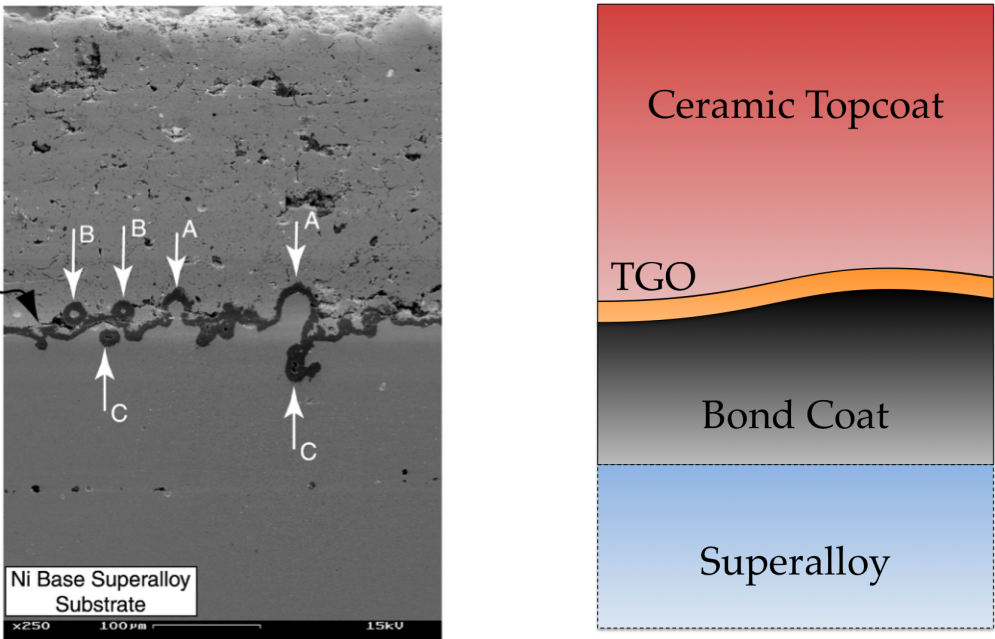 B
B
A
A
C
C
Ni Base Superalloy
Substrate
x250 100µm 15kV
Ceramic Topcoat
TGO
Bond Coat
Superalloy